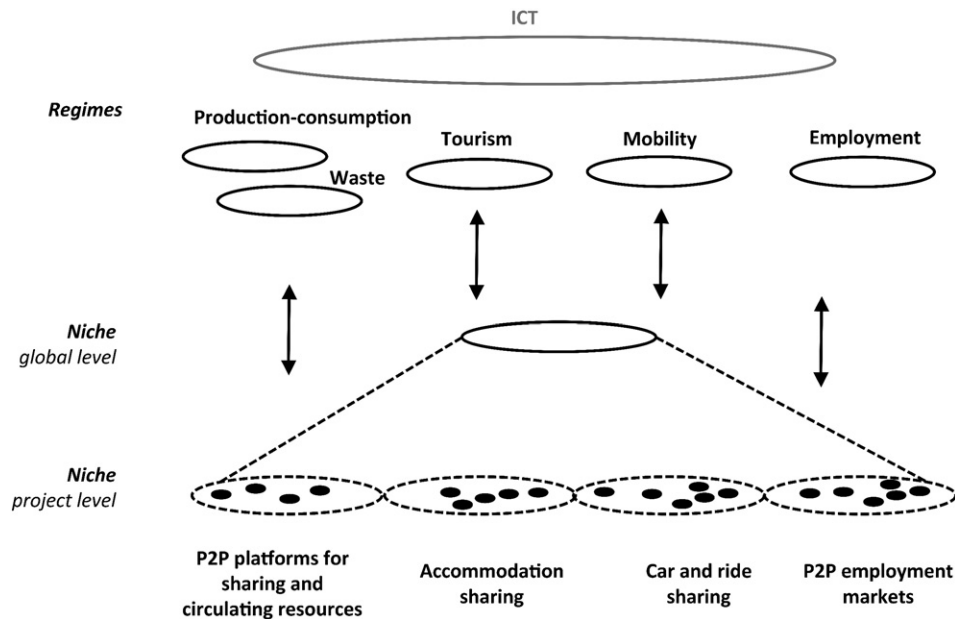 ICT
Regimes
Production-consumption
Waste
Tourism
Mobility
Employment
Niche
global level
Niche
project level
P2P platforms for
sharing and
circulating resources
Accommodation
sharing
Car and ride
sharing
P2P employment
markets